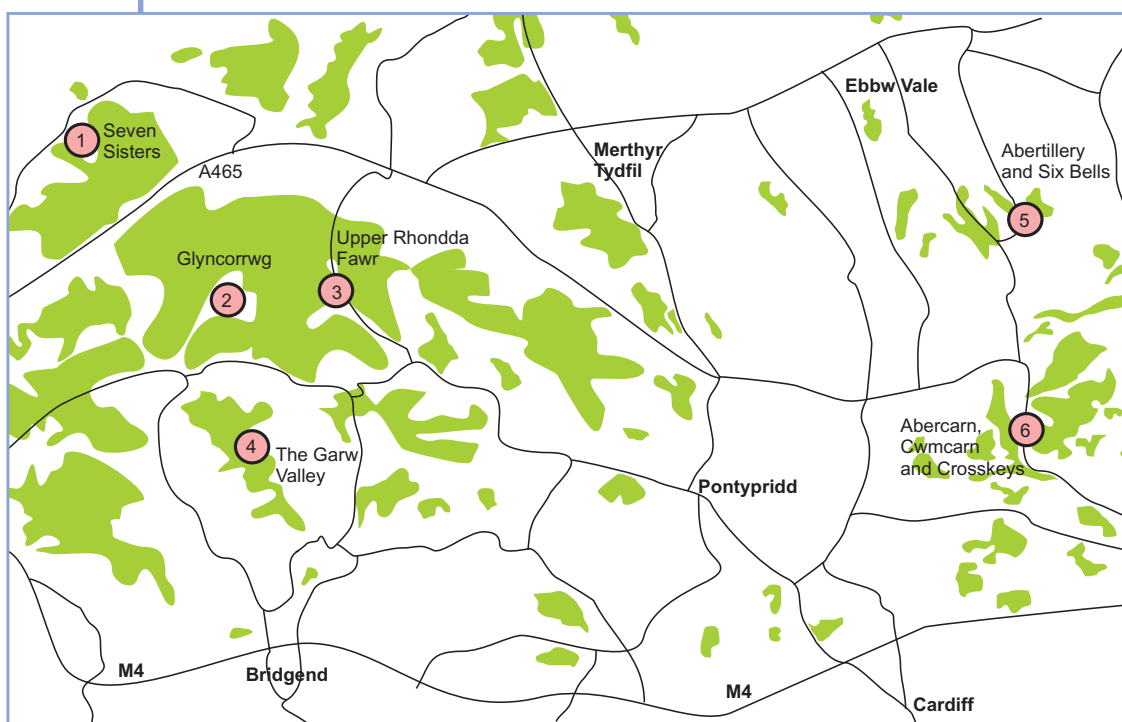 Ebbw Vale
1
Seven
Sisters
Merthyr
Tydfil
Abertillery
and Six Bells
A465
5
Upper Rhondda
Fawr
Glyncorrwg
2
3
4
The Garw
Valley
Abercarn,
Cwmcarn
and Crosskeys
6
Pontypridd
M4
Bridgend
M4
Cardiff